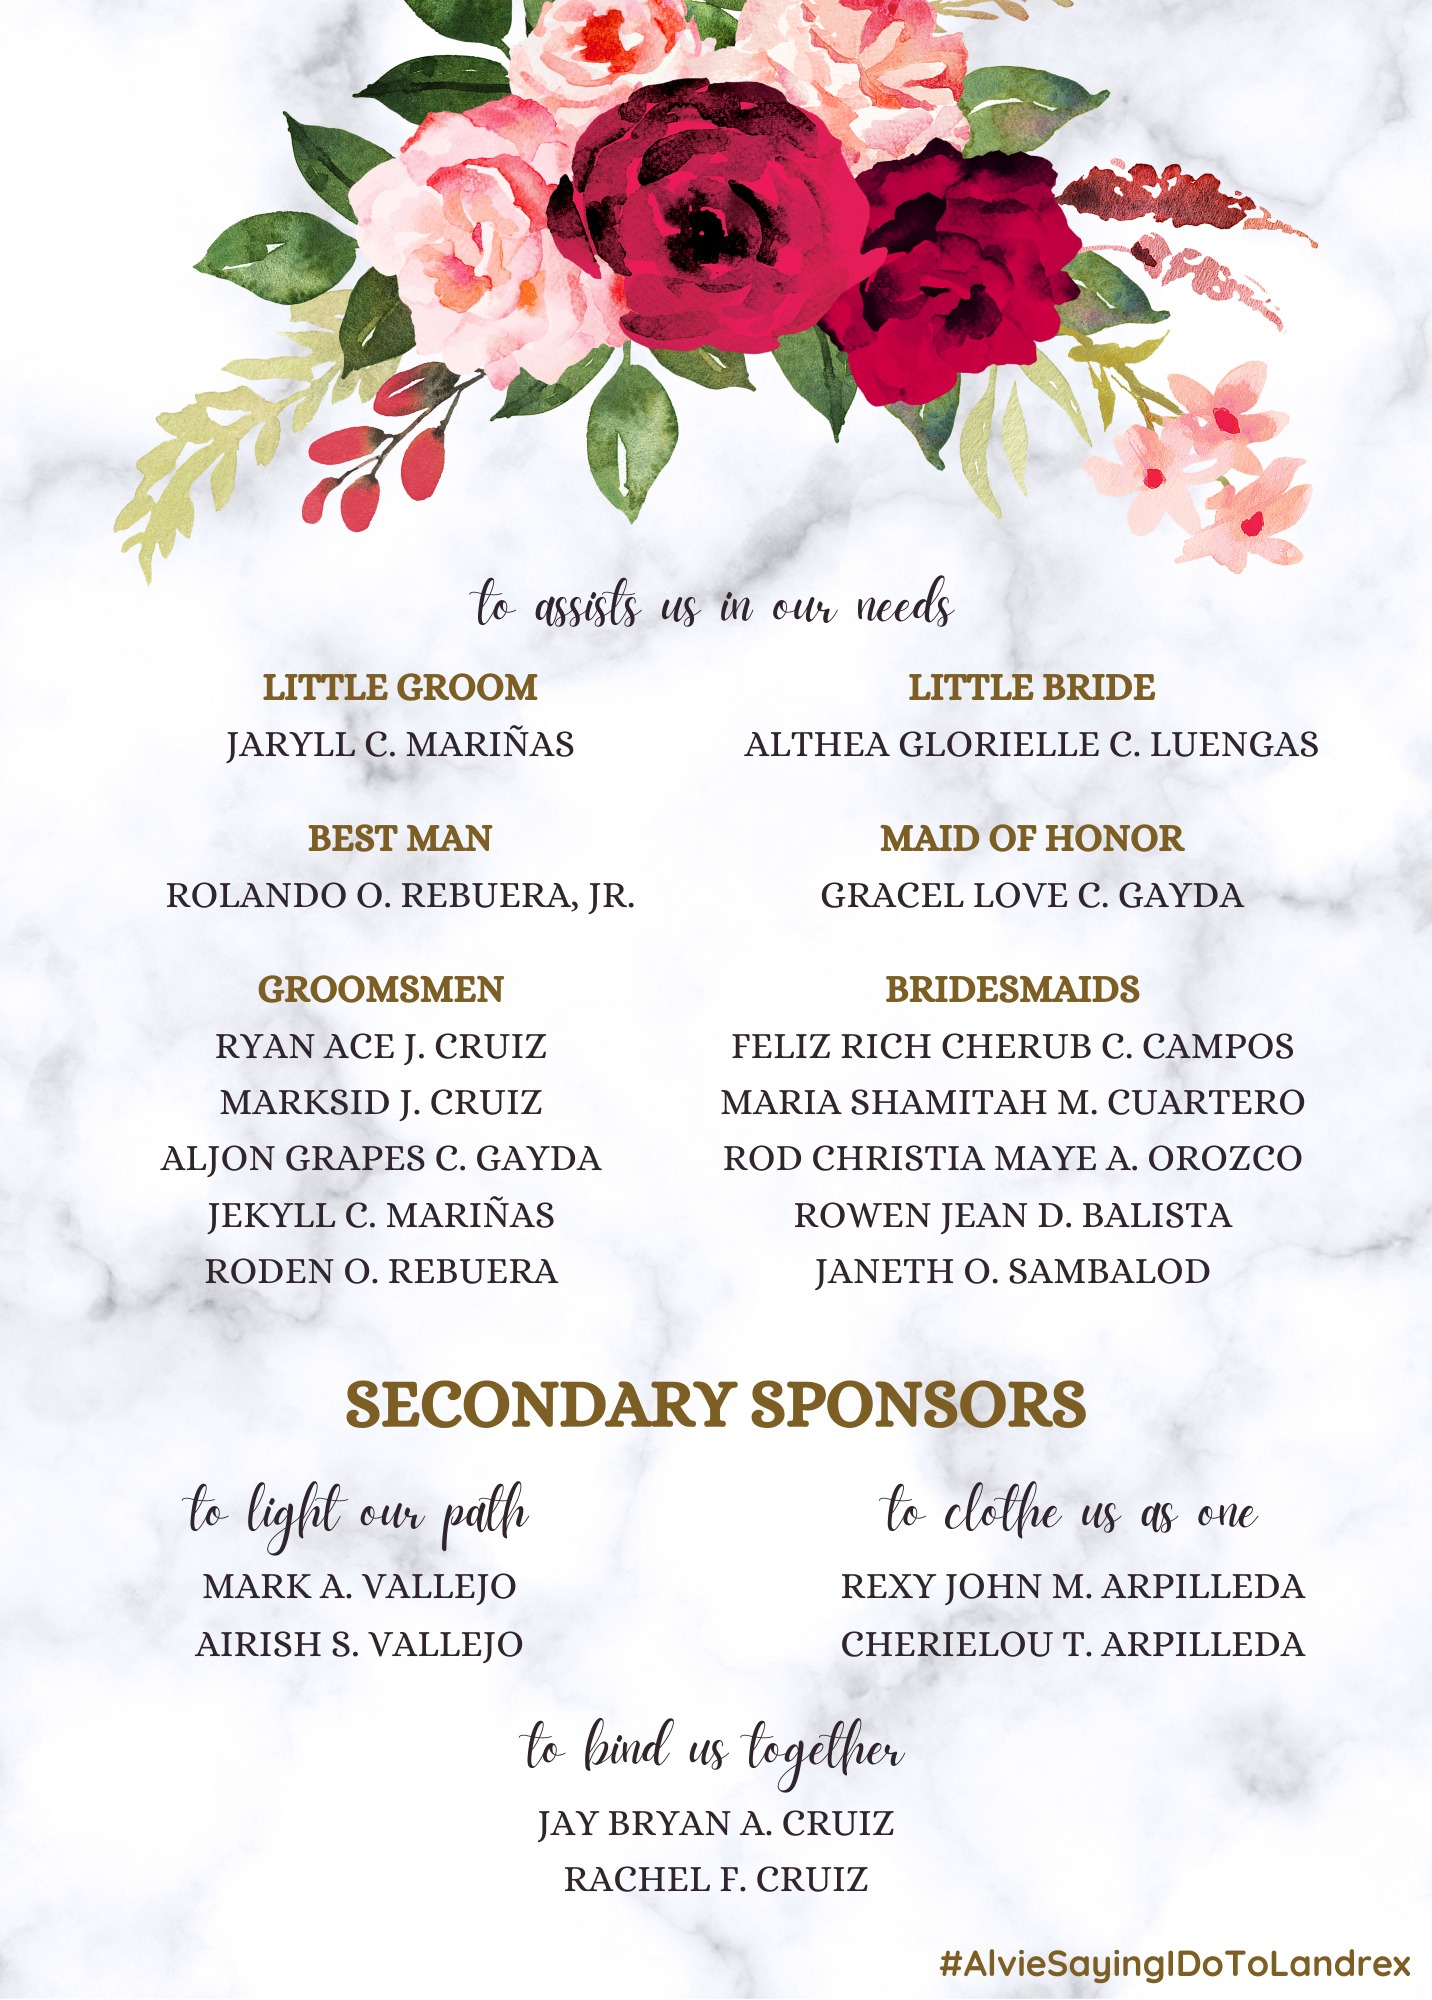 to assists us in our needs
LITTLE GROOM
JARYLL C. MARIÑAS
LITTLE BRIDE
ALTHEA GLORIELLE C. LUENGAS
BEST MAN
ROLANDO O. REBUERA, JR.
MAID OF HONOR
GRACEL LOVE C. GAYDA
GROOMSMEN
RYAN ACE J. CRUIZ
MARKSID J. CRUIZ
ALJON GRAPES C. GAYDA
JEKYLL C. MARIÑAS
RODEN O. REBUERA
BRIDESMAIDS
FELIZ RICH CHERUB C. CAMPOS
MARIA SHAMITAH M. CUARTERO
ROD CHRISTIA MAYE A. OROZCO
ROWEN JEAN D. BALISTA
JANETH O. SAMBALOD
SECONDARY SPONSORS
to light our path
MARK A. VALLEJO
AIRISH S. VALLEJO
to clothe us as one
REXY JOHN M. ARPILLEDA
CHERIELOU T. ARPILLEDA
to bind us together
JAY BRYAN A. CRUIZ
RACHEL F. CRUIZ
#AlvieSayingIDoToLandrex